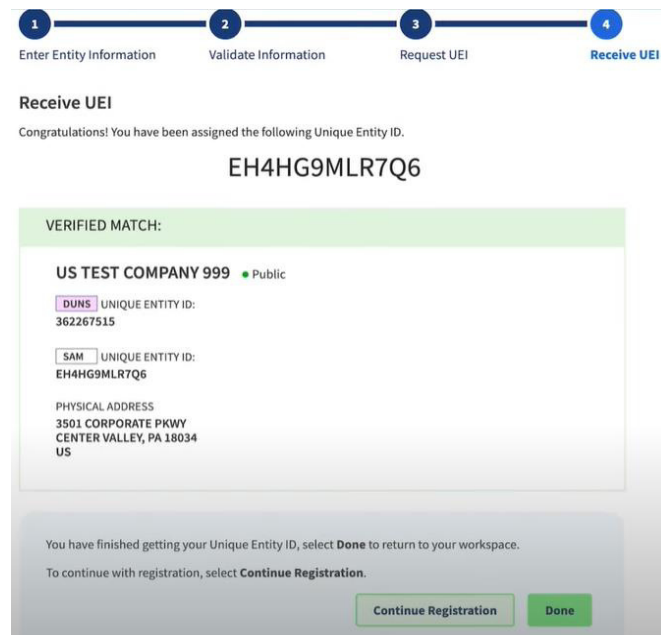 1 2 3 4
Enter Entity Information Validate Information Request UEI Receive UEI
Receive UEI
Congratulations! You have been assigned the following Unique Entity ID.
EH4HG9MLR7Q6
VERIFIED MATCH:
US TEST COMPANY 999 ● Public
DUNS UNIQUE ENTITY ID:
362267515
SAM UNIQUE ENTITY ID:
EH4HG9MLR7Q6
PHYSICAL ADDRESS
3501 CORPORATE PKWY
CENTER VALLEY, PA 18034
US
You have finished getting your Unique Entity ID, select Done to return to your workspace.
To continue with registration, select Continue Registration.
Continue Registration Done